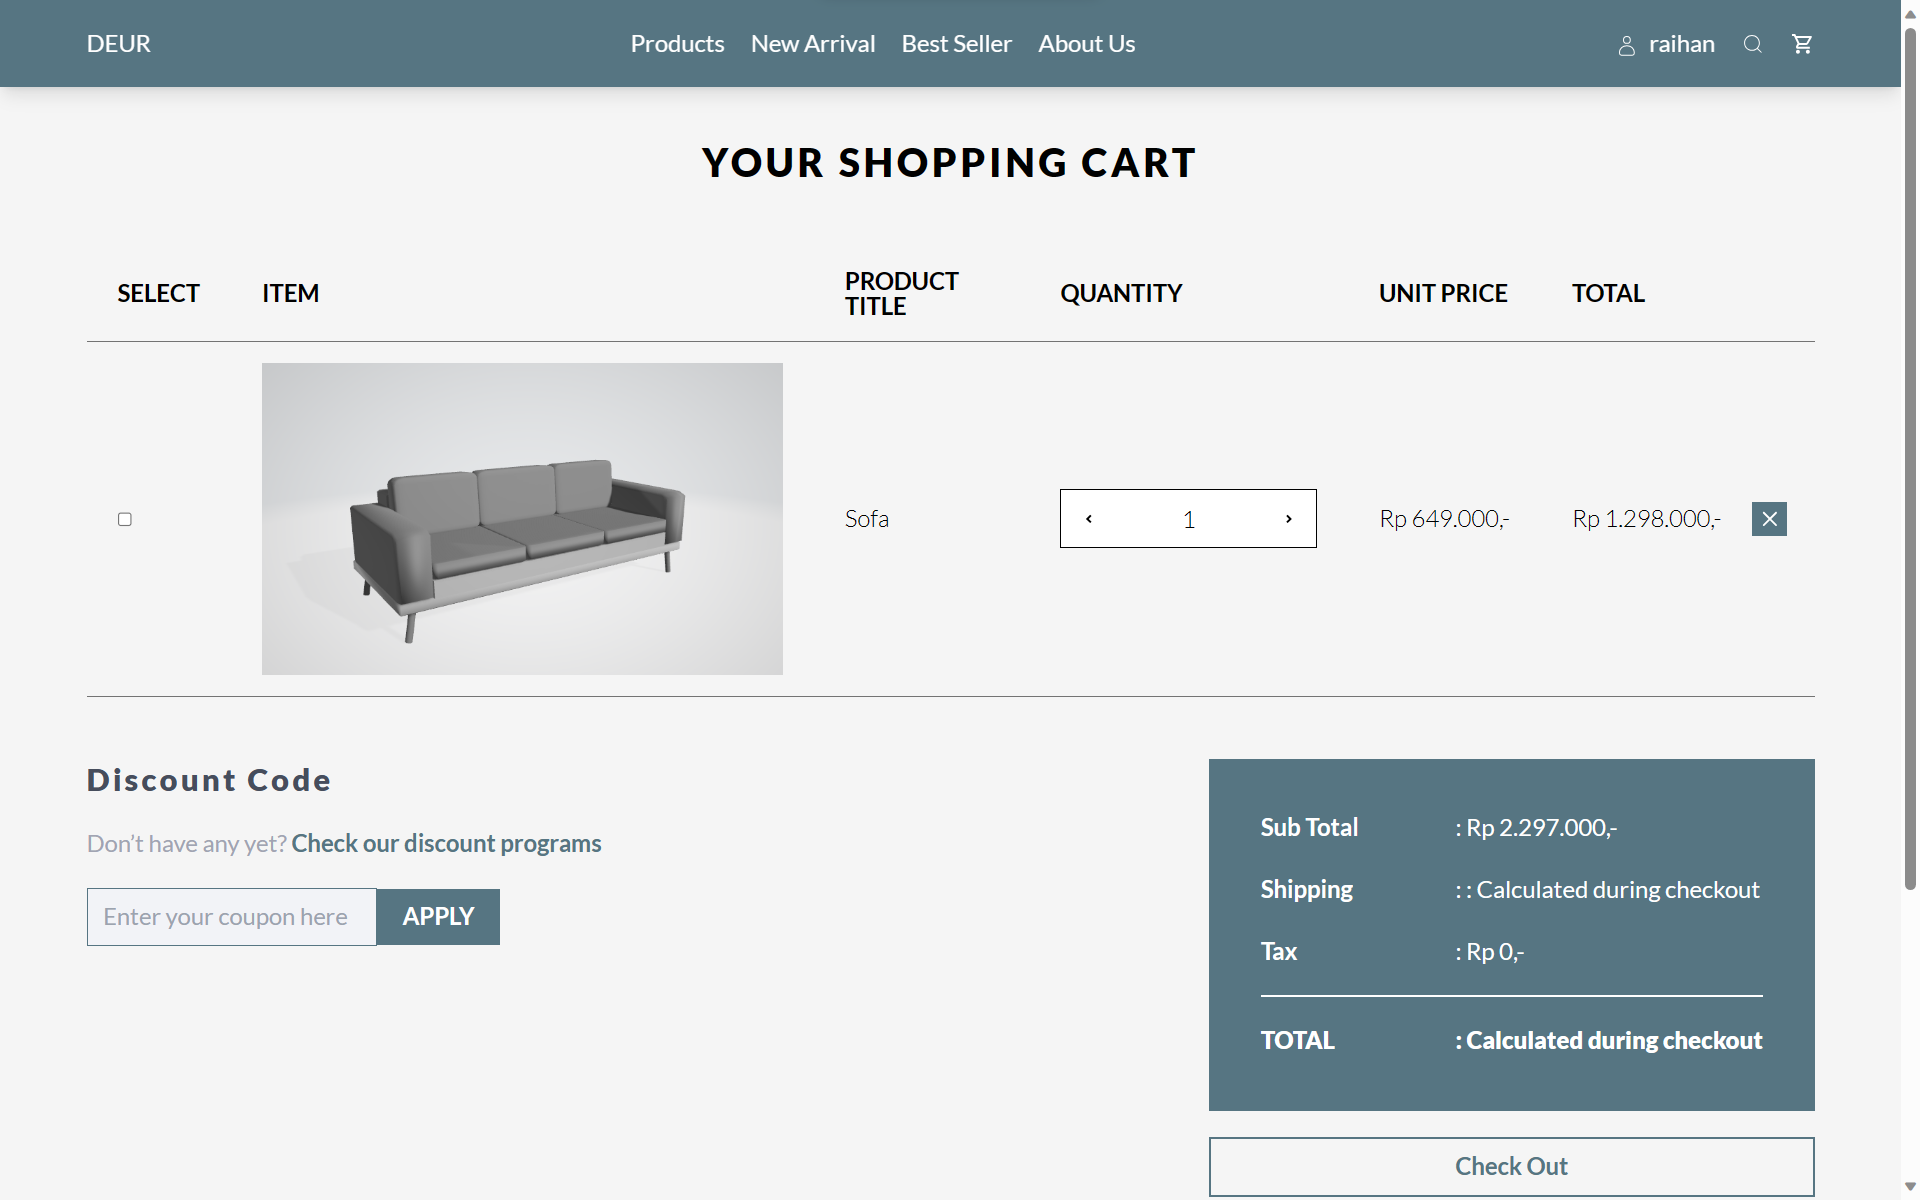 DEUR
Products New Arrival Best Seller About Us
raihan
YOUR SHOPPING CART
SELECT ITEM PRODUCT TITLE QUANTITY UNIT PRICE TOTAL
Sofa 1 Rp 649.000,- Rp 1.298.000,-
Discount Code
Don’t have any yet? Check our discount programs
Enter your coupon here APPLY
Sub Total : Rp 2.297.000,-
Shipping : : Calculated during checkout
Tax : Rp 0,-
TOTAL : Calculated during checkout
Check Out